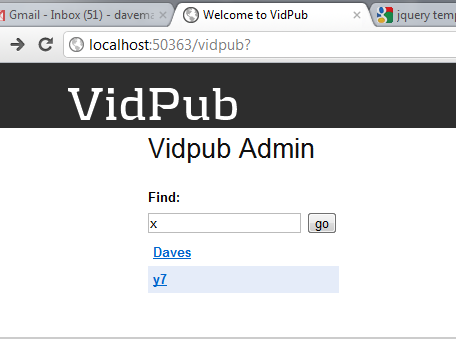 Gmail - Inbox (51) - davema
Welcome to VidPub
jquery temp
localhost:50363/vidpub?
VidPub
Vidpub Admin
Find:
x
go
Daves
y7